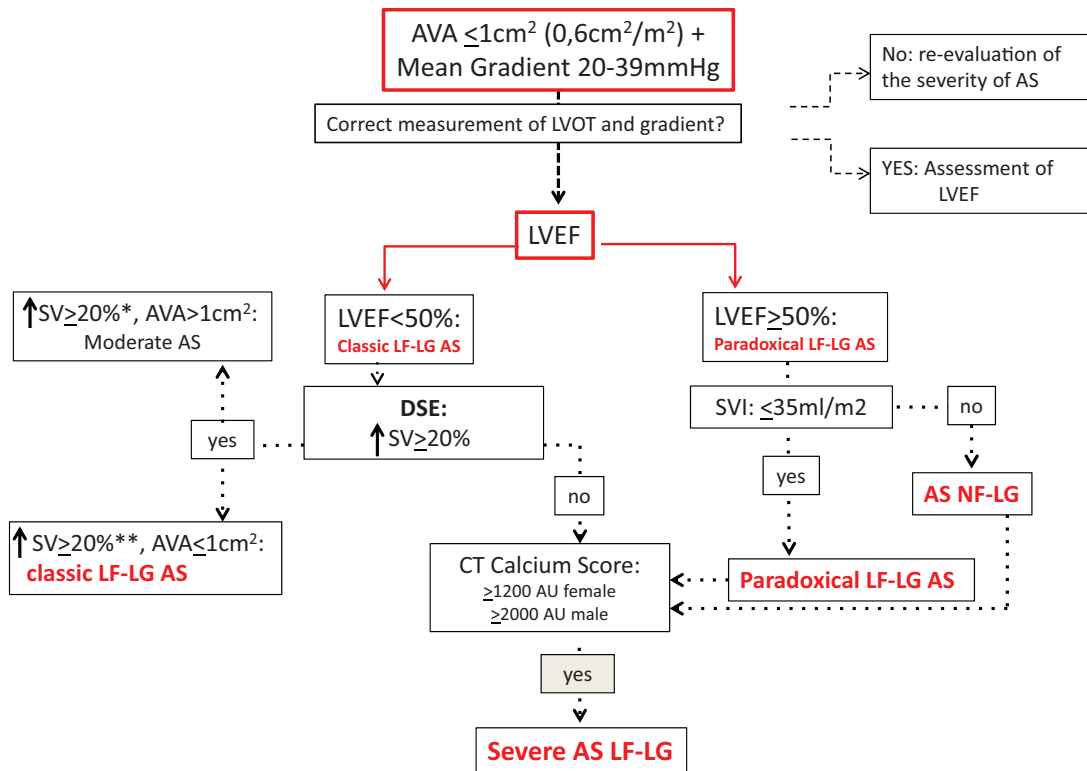 AVA ≤1cm² (0,6cm²/m²) +
Mean Gradient 20-39mmHg
No: re-evaluation of
the severity of AS
Correct measurement of LVOT and gradient?
YES: Assessment of
LVEF
LVEF
↑SV≥20%*, AVA>1cm²:
Moderate AS
LVEF<50%:
Classic LF-LG AS
LVEF≥50%:
Paradoxical LF-LG AS
DSE:
↑ SV≥20%
SVI: ≤35ml/m2
no
yes
no
yes
AS NF-LG
↑ SV≥20%**, AVA≤1cm²:
classic LF-LG AS
CT Calcium Score:
≥1200 AU female
≥2000 AU male
Paradoxical LF-LG AS
yes
Severe AS LF-LG